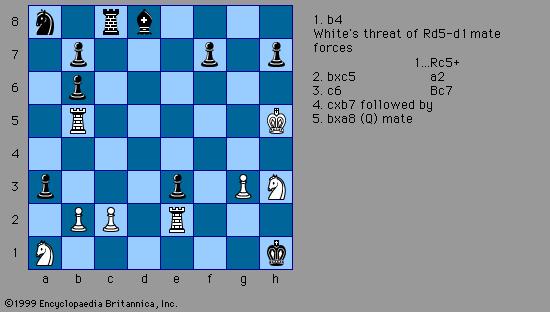 8
7
6
5
4
3
2
1
a b c d e f g h
1. b4
White's threat of Rd5-d1 mate
forces
1...Rc5+
2. bxc5 a2
3. c6 Bc7
4. cxb7 followed by
5. bxa8 (Q) mate
©1999 Encyclopaedia Britannica, Inc.